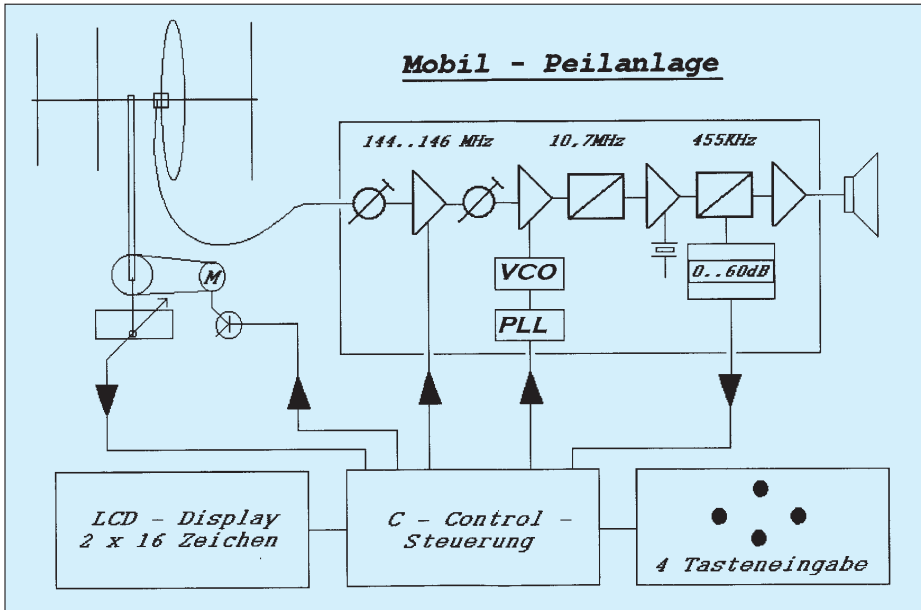 Mobil - Peilanlage
144..146 MHz
10,7MHz
455KHz
VCO
0..60dB
M
PLL
LCD - Display
2 x 16 Zeichen
C - Control -
Steuerung
4 Tasteneingabe